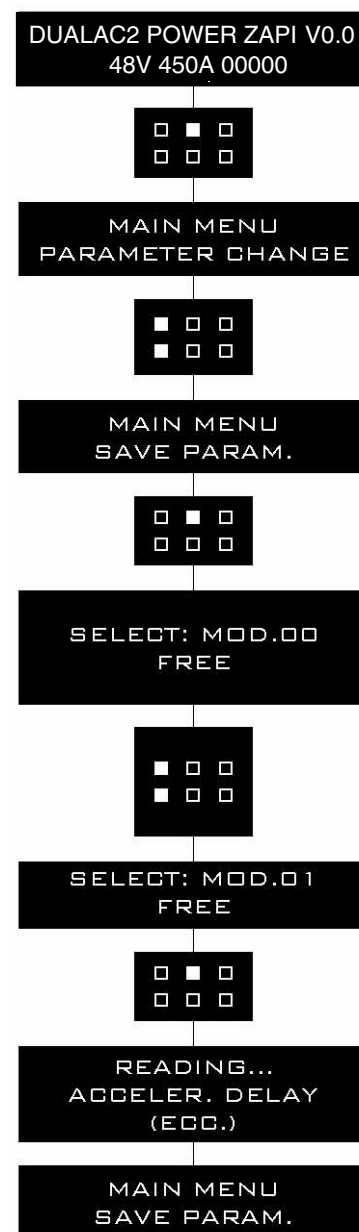 DUALAC2 POWER ZAPI V0.0
48V 450A 00000
MAIN MENU
PARAMETER CHANGE
MAIN MENU
SAVE PARAM.
SELECT: MOD.00
FREE
SELECT: MOD.01
FREE
READING...
ACCELER. DELAY
(ECC.)
MAIN MENU
SAVE PARAM.